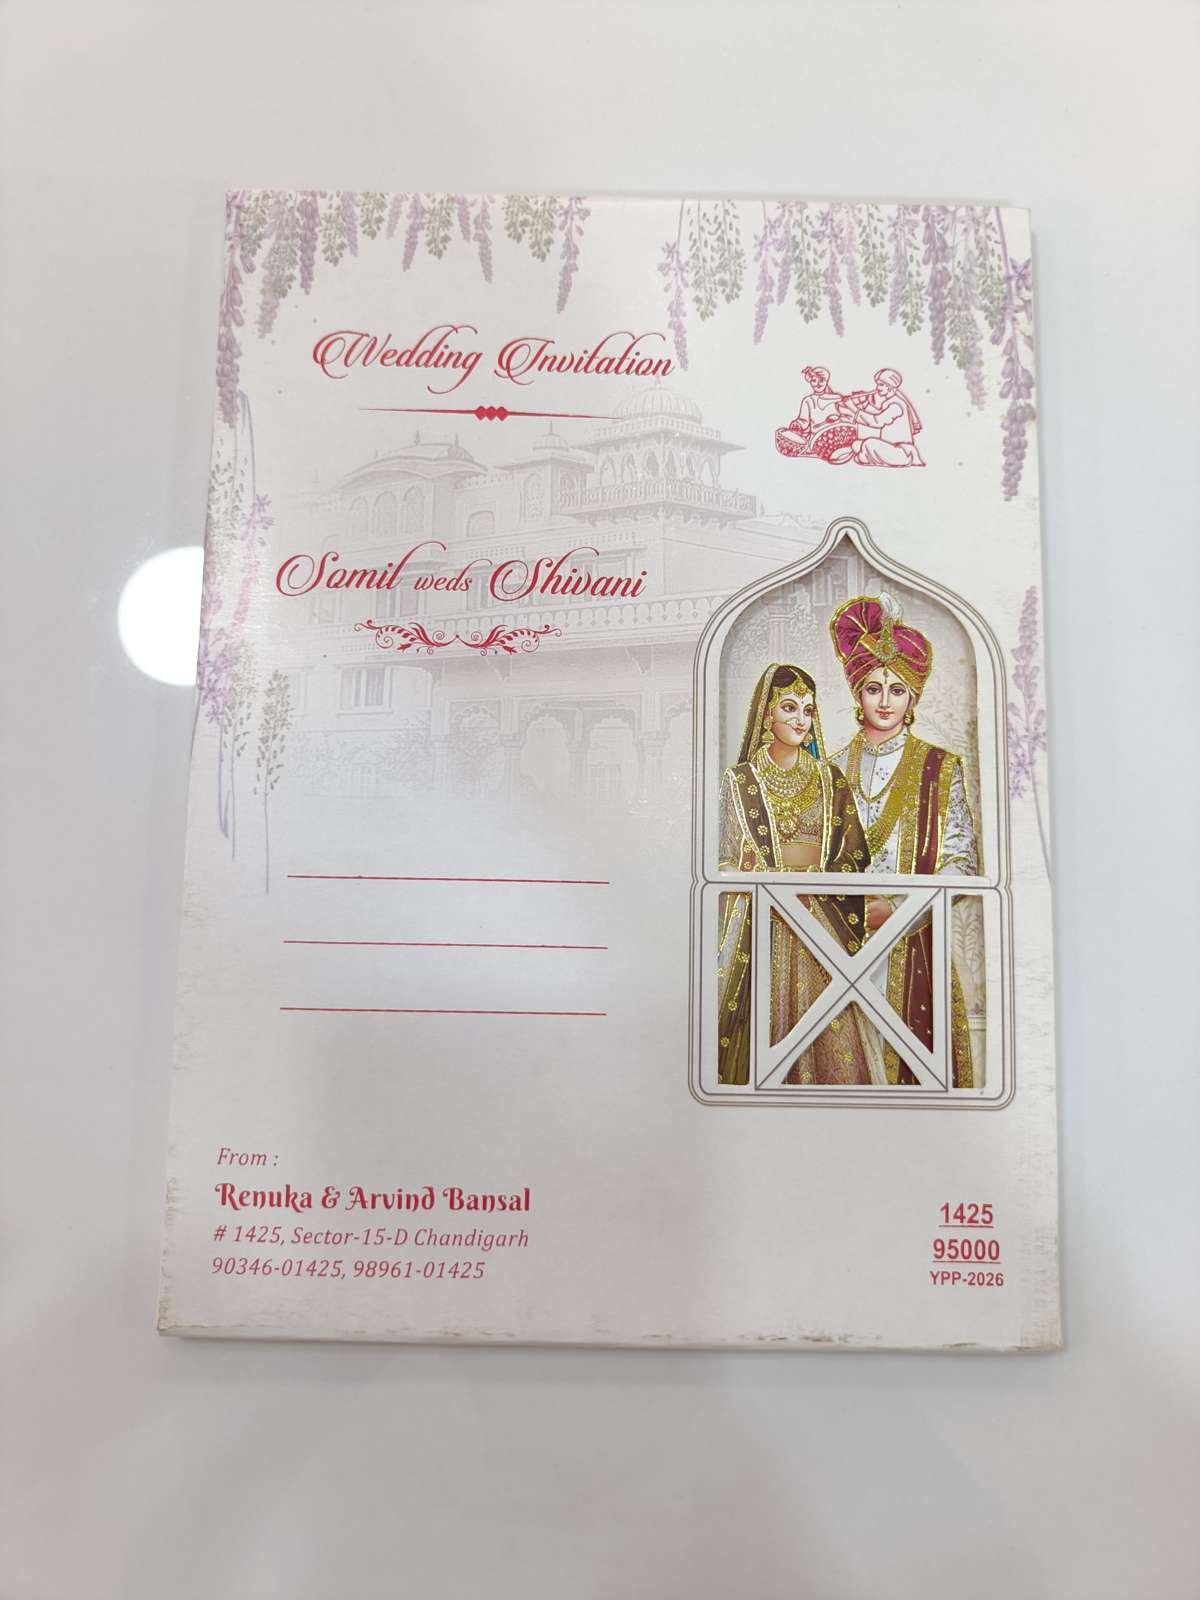 Wedding Invitation
Somil weds Shivani
From :
Renuka & Arvind Bansal
# 1425, Sector-15-D Chandigarh
90346-01425, 98961-01425
1425
95000
YPP-2026